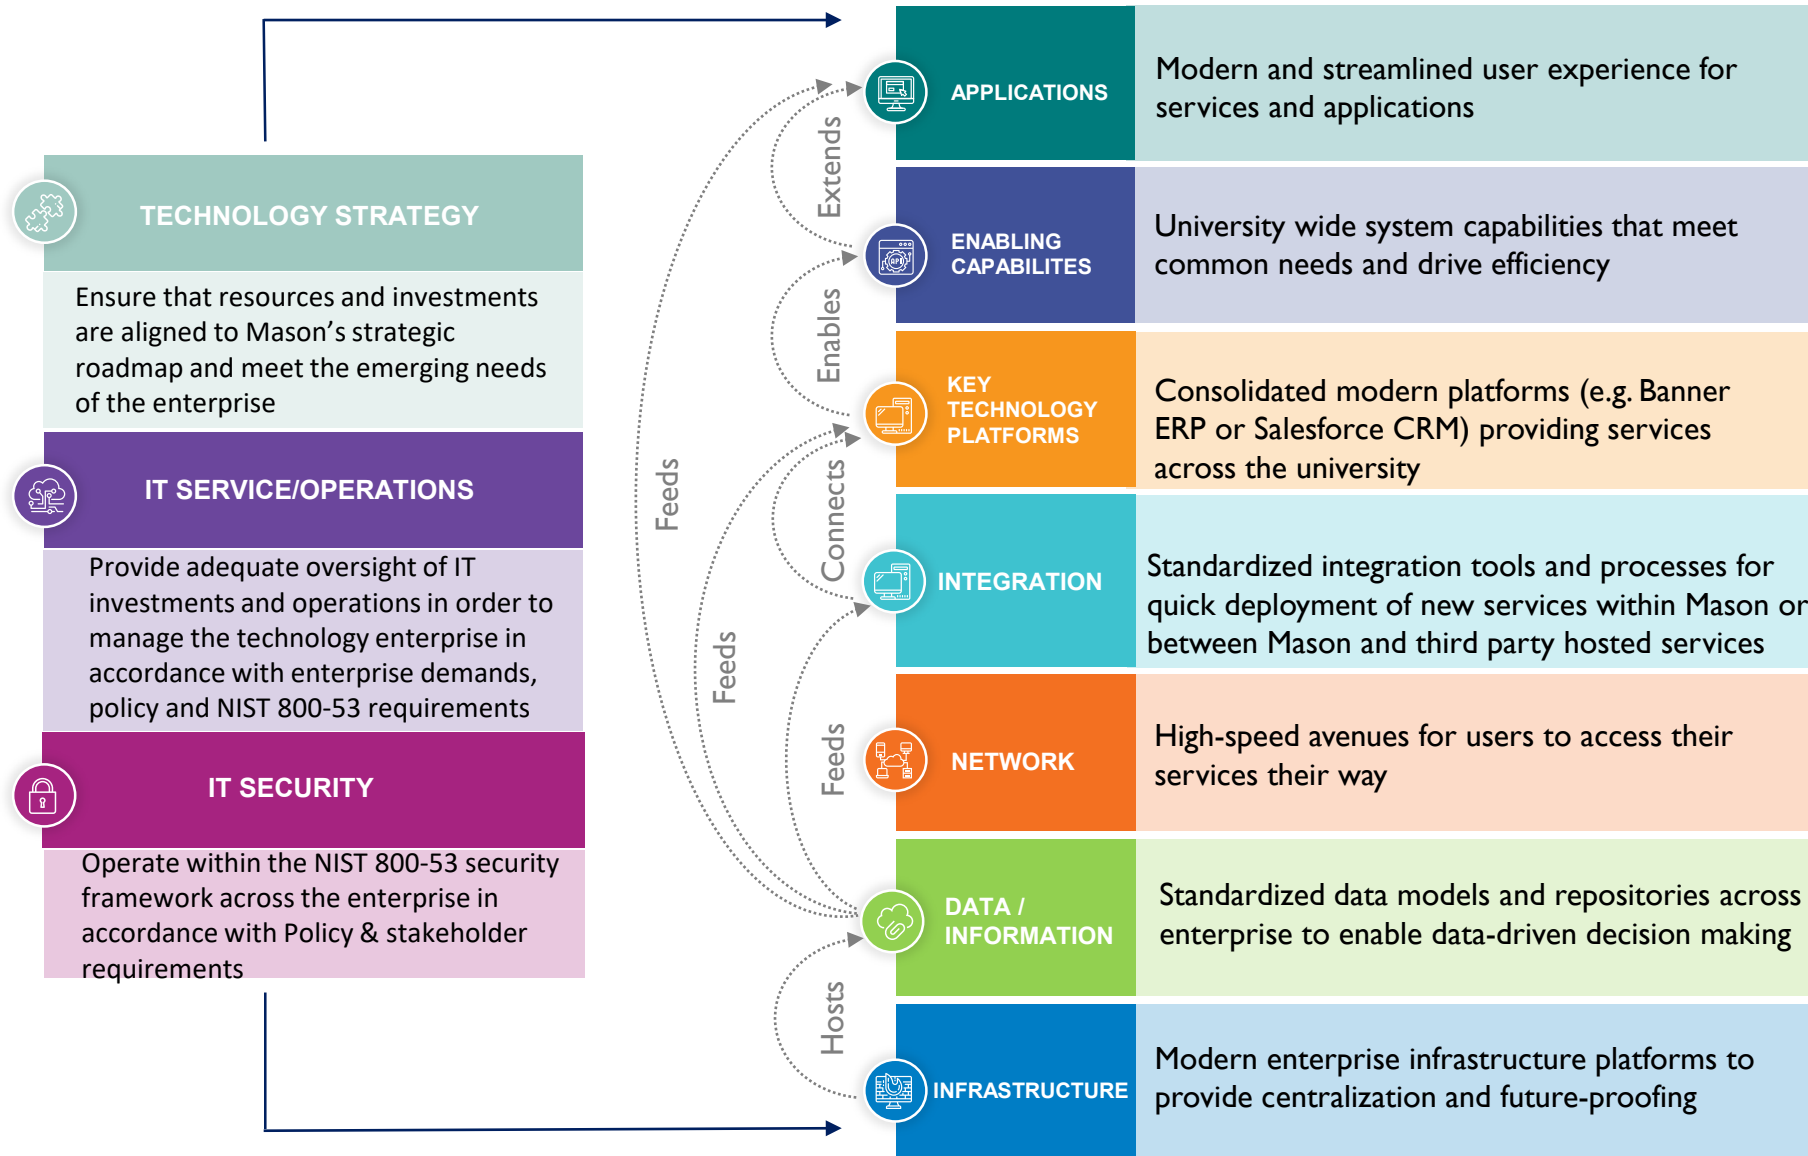 TECHNOLOGY STRATEGY
Ensure that resources and investments
are aligned to Mason’s strategic
roadmap and meet the emerging needs
of the enterprise
IT SERVICE/OPERATIONS
Provide adequate oversight of IT
investments and operations in order to
manage the technology enterprise in
accordance with enterprise demands,
policy and NIST 800-53 requirements
IT SECURITY
Operate within the NIST 800-53 security
framework across the enterprise in
accordance with Policy & stakeholder
requirements
Extends
Enables
Connects
Feeds
Feeds
Feeds
Hosts
APPLICATIONS
Modern and streamlined user experience for
services and applications
ENABLING
CAPABILITES
API
University wide system capabilities that meet
common needs and drive efficiency
KEY
TECHNOLOGY
PLATFORMS
Consolidated modern platforms (e.g. Banner
ERP or Salesforce CRM) providing services
across the university
INTEGRATION
Standardized integration tools and processes for
quick deployment of new services within Mason or
between Mason and third party hosted services
NETWORK
High-speed avenues for users to access their
services their way
DATA /
INFORMATION
Standardized data models and repositories across
enterprise to enable data-driven decision making
INFRASTRUCTURE
Modern enterprise infrastructure platforms to
provide centralization and future-proofing